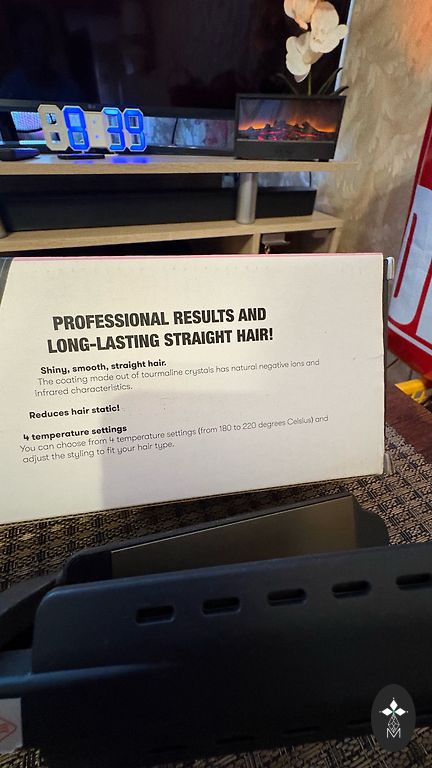 8:39
PROFESSIONAL RESULTS AND
LONG-LASTING STRAIGHT HAIR!
Shiny, smooth, straight hair.
The coating made out of tourmaline crystals has natural negative ions and
infrared characteristics.
Reduces hair static!
4 temperature settings
You can choose from 4 temperature settings (from 180 to 220 degrees Celsius) and
adjust the styling to fit your hair type.
M